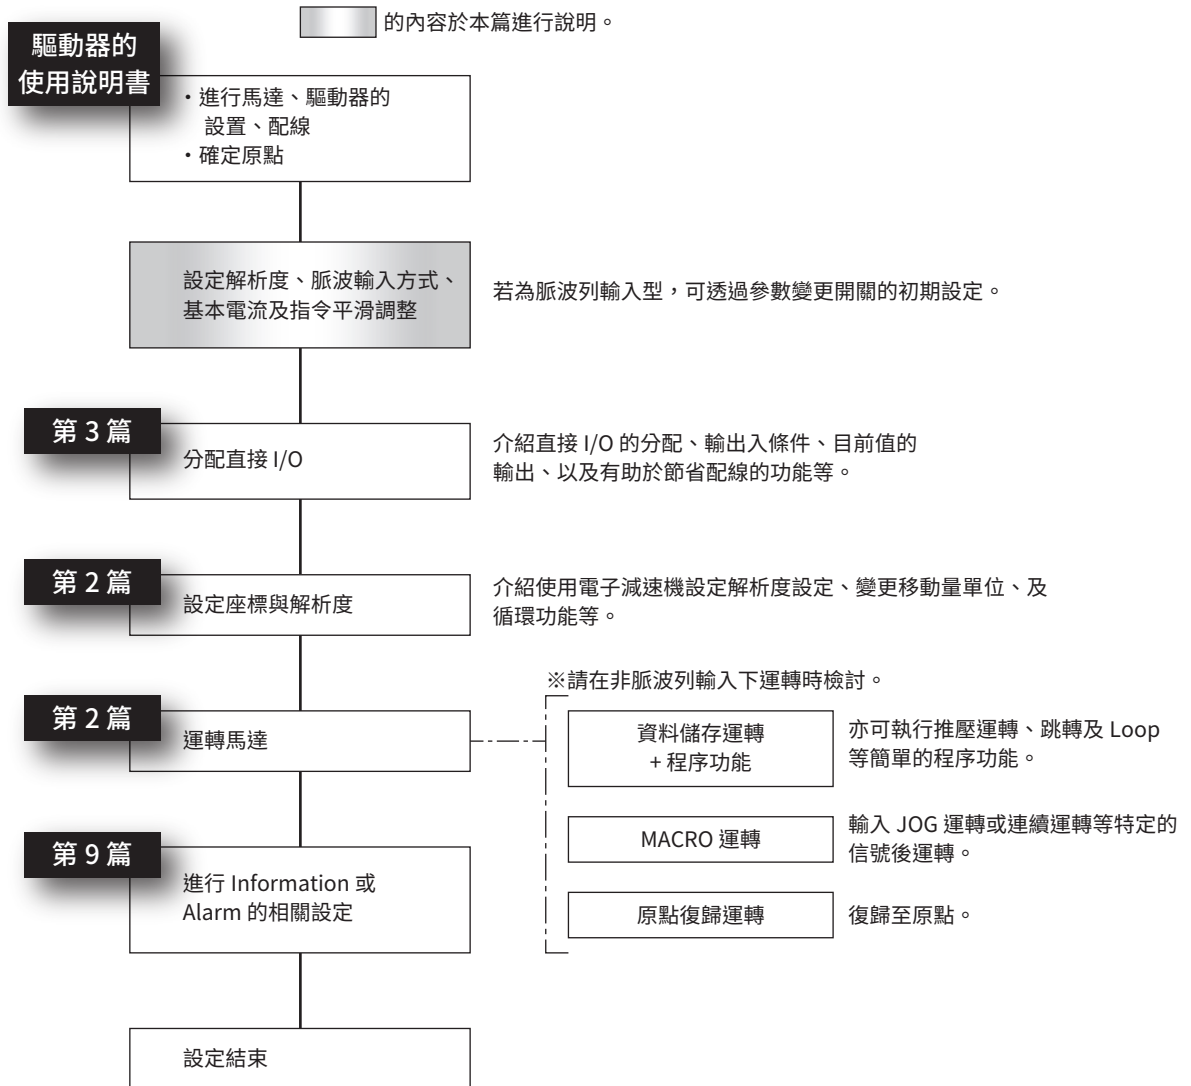 的內容於本篇進行說明。
驅動器的
使用說明書
・進行馬達、驅動器的
設置、配線
・確定原點
設定解析度、脈波輸入方式、
基本電流及指令平滑調整
若為脈波列輸入型，可透過參數變更開關的初期設定。
第 3 篇
分配直接 I/O
介紹直接 I/O 的分配、輸出入條件、目前值的
輸出、以及有助於節省配線的功能等。
第 2 篇
設定座標與解析度
介紹使用電子減速機設定解析度設定、變更移動量單位、及
循環功能等。
第 2 篇
運轉馬達
※請在非脈波列輸入下運轉時檢討。
資料儲存運轉
+ 程序功能
亦可執行推壓運轉、跳轉及 Loop
等簡單的程序功能。
MACRO 運轉
輸入 JOG 運轉或連續運轉等特定的
信號後運轉。
原點復歸運轉
復歸至原點。
第 9 篇
進行 Information 或
Alarm 的相關設定
設定結束